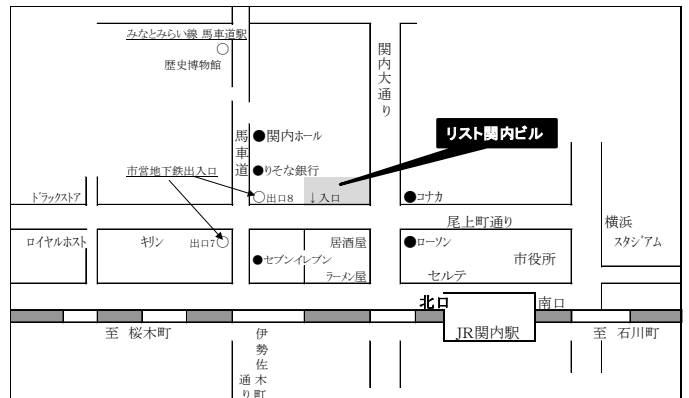 みなとみらい線 馬車道駅
歴史博物館
関内大通り
馬車道
関内ホール
リスト関内ビル
市営地下鉄出入口
りそな銀行
ドラックストア
出口8
↓入口
コナカ
尾上町通り
横浜スタジアム
ロイヤルホスト
キリン
出口7
居酒屋
ローソン
セブンイレブン
市役所
ラーメン屋
セルテ
北口
南口
至 桜木町
JR関内駅
至 石川町
伊勢佐木町通り